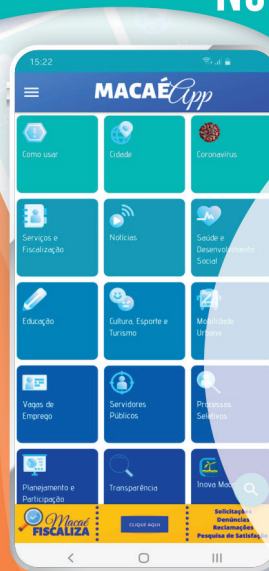 NO
15:22
MACAÉ App
Como usar
Cidade
Coronavírus
Serviços e
Fiscalização
Notícias
Saúde e
Desenvolvimento
Social
Educação
Cultura, Esporte e
Turismo
Mobilidade
Urbana
Vagas de
Emprego
Servidores
Públicos
Processos
Seletivos
Planejamento e
Participação
Transparência
Inova Macaé
Macaé
FISCALIZA
CLIQUE AQUI
Solicitações
Denúncias
Reclamações
Pesquisa de Satisfação